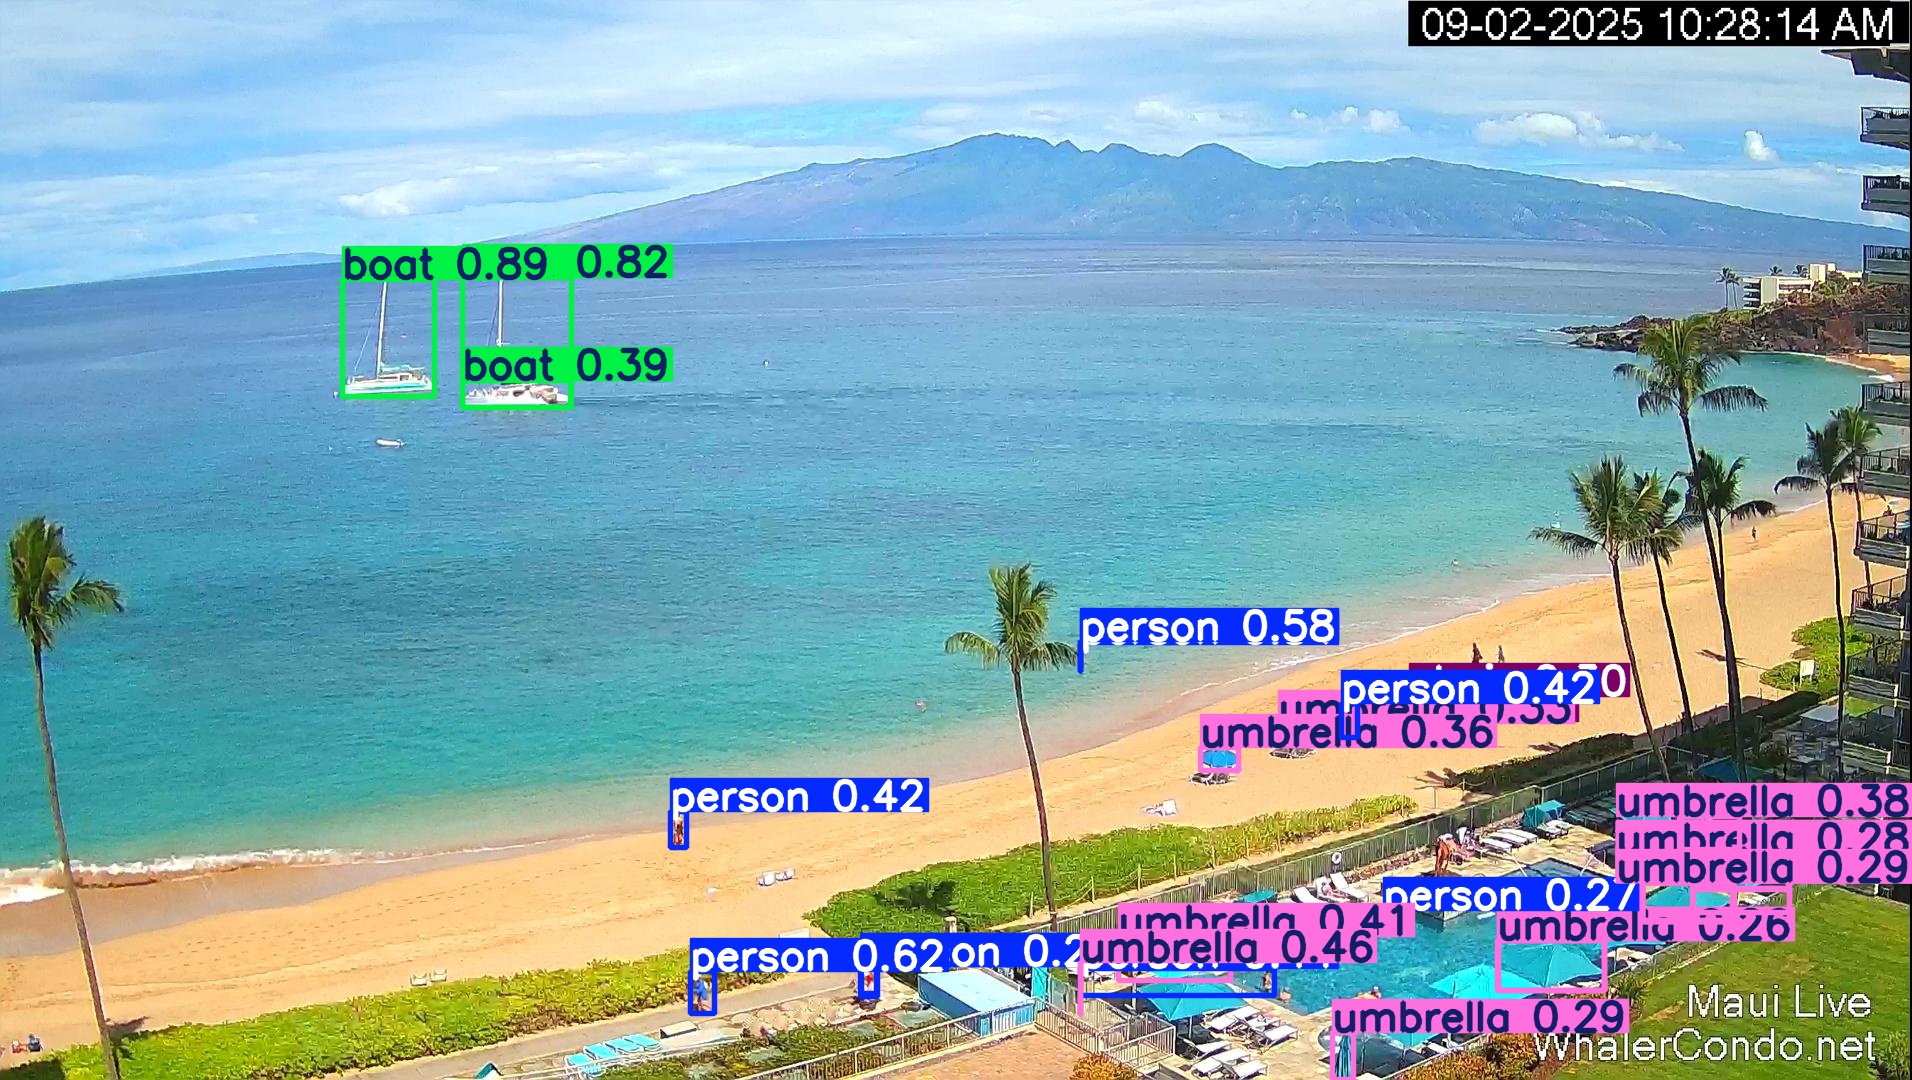 09-02-2025 10:28:14 AM
boat 0.89 0.82
boat 0.39
person 0.58
person 0.42
umbrella 0.33
umbrella 0.36
person 0.42
umbrella 0.38
umbrella 0.28
umbrella 0.29
person 0.27
umbrella 0.41
umbrella 0.26
person 0.62
umbrella 0.46
Maui Live
umbrella 0.29
WhalerCondo.net